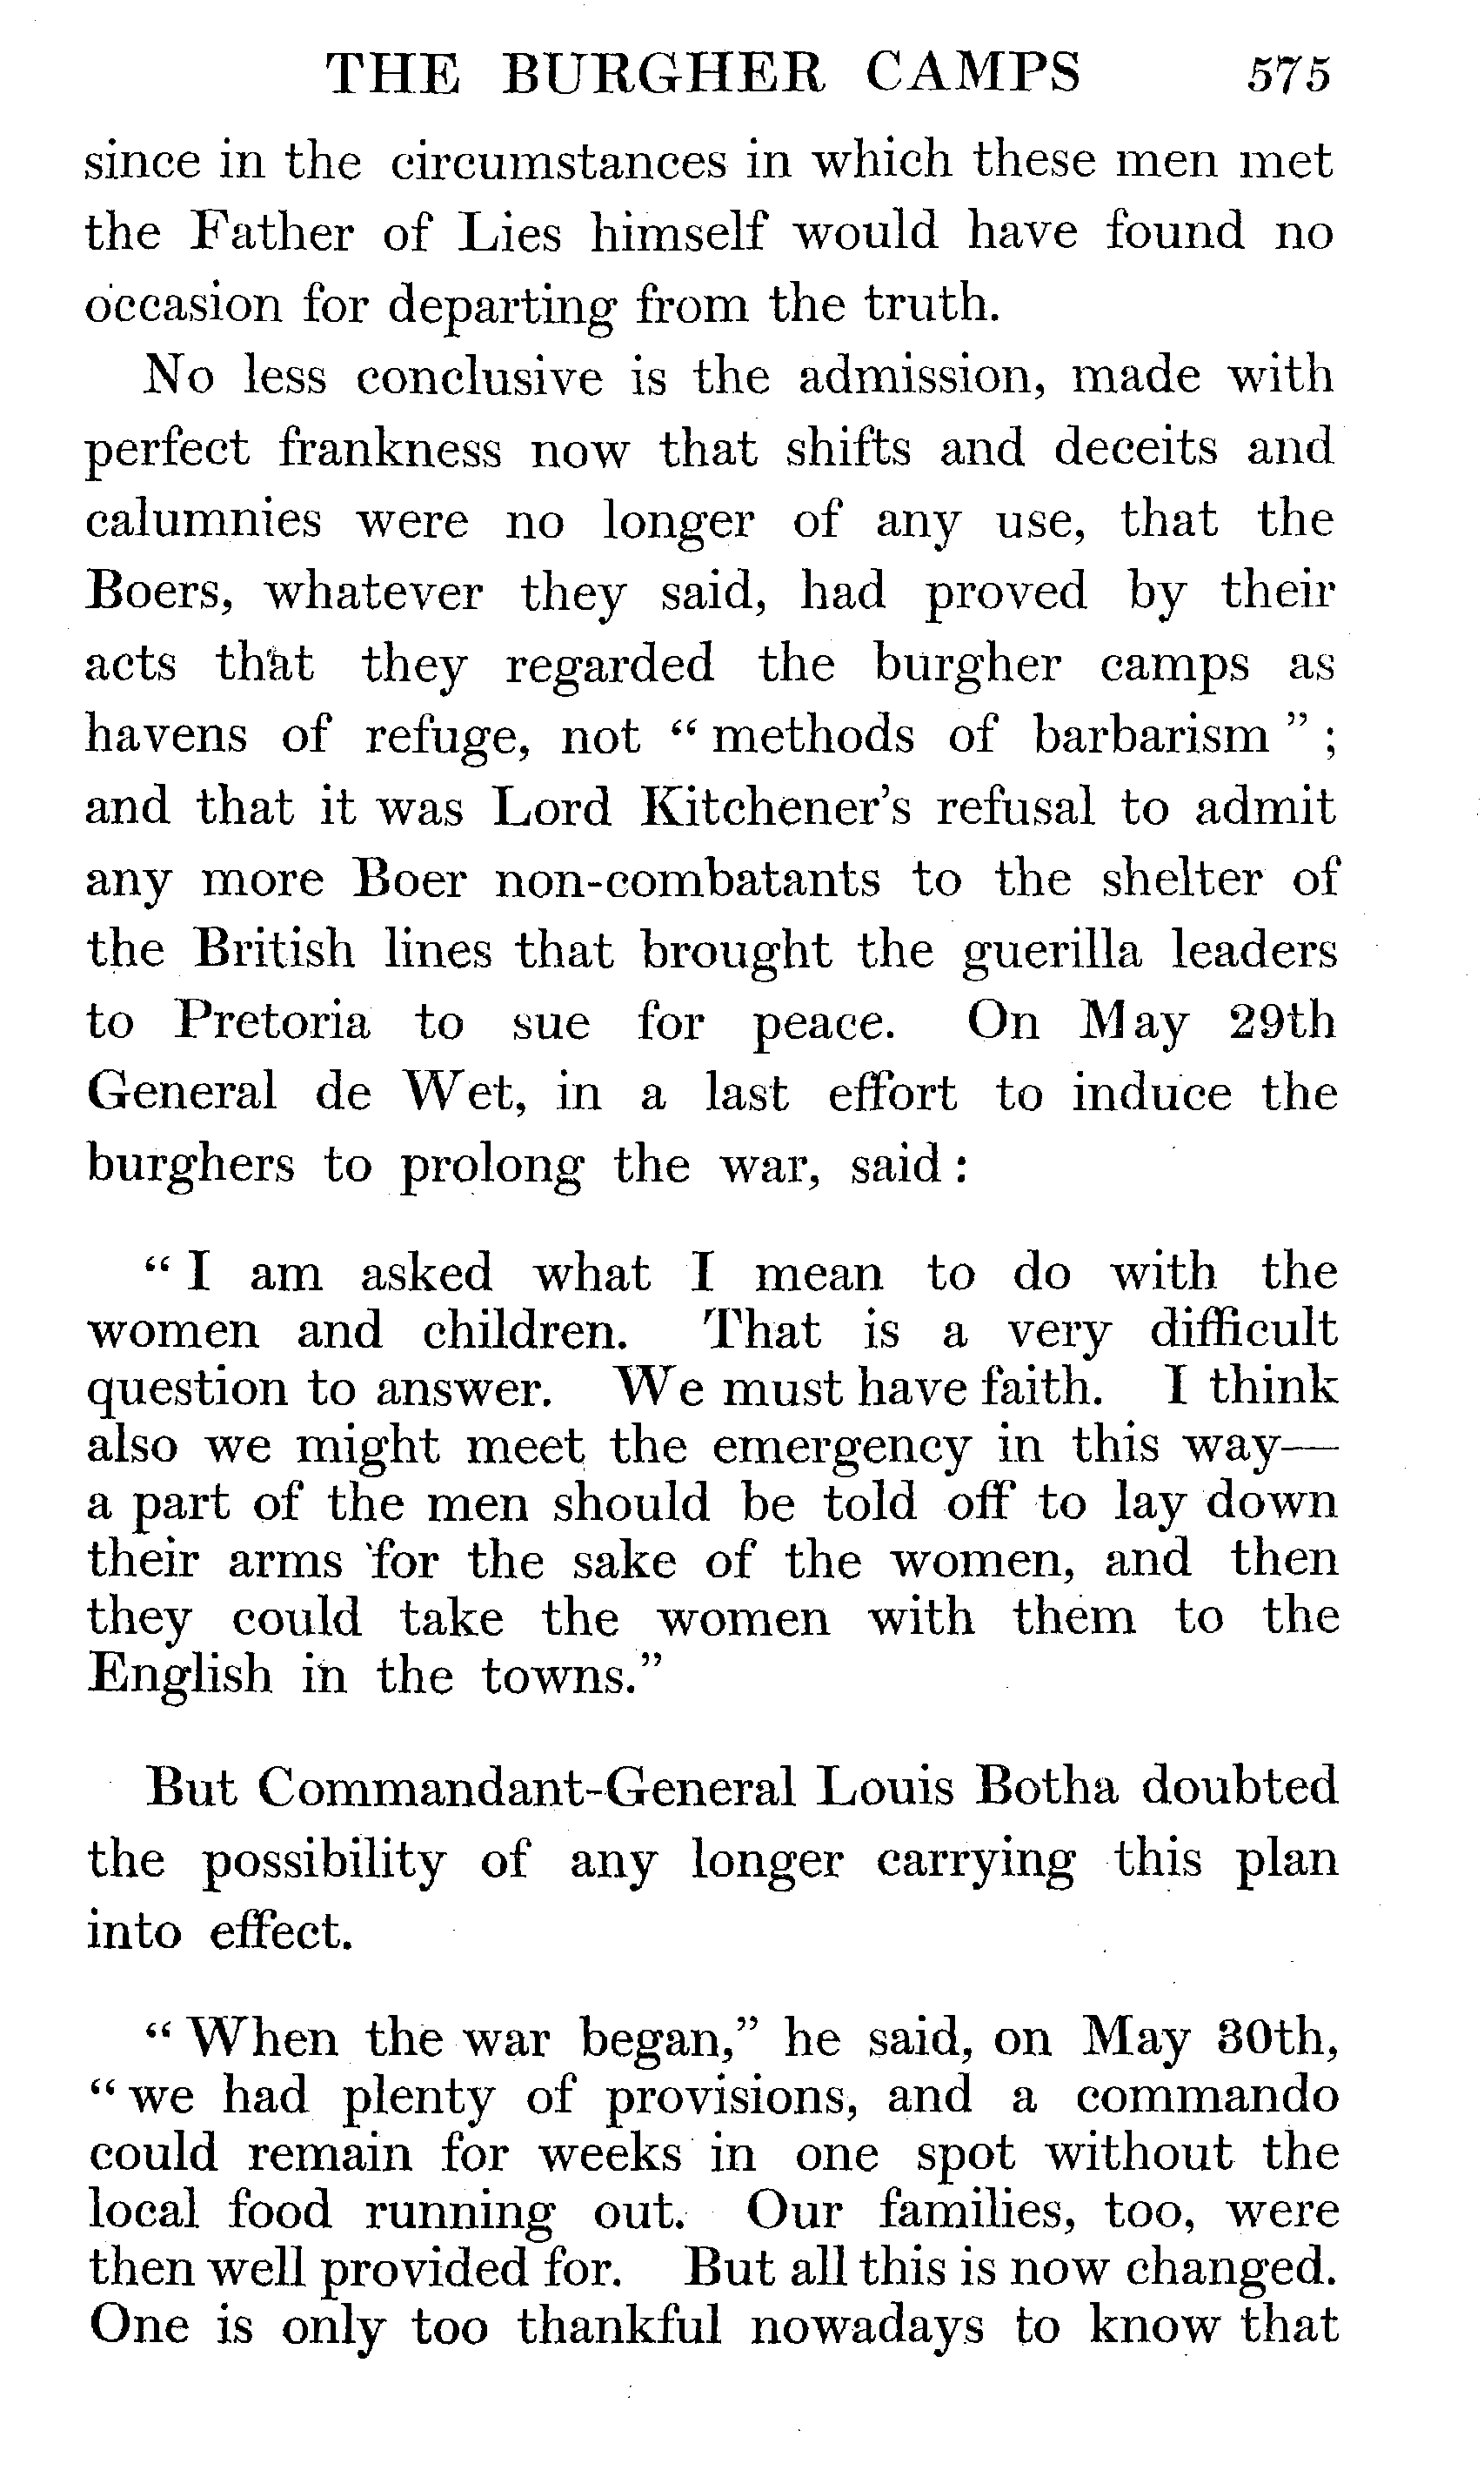 THE BURGHER CAMPS 575
since in the circumstances in which these men met
the Father of Lies himself would have found no
occasion for departing from the truth.
No less conclusive is the admission, made with
perfect frankness now that shifts and deceits and
calumnies were no longer of any use, that the
Boers, whatever they said, had proved by their
acts that they regarded the burgher camps as
havens of refuge, not “ methods of barbarism ” ;
and that it was Lord Kitchener’s refusal to admit
any more Boer non-combatants to the shelter of
the British lines that brought the guerilla leaders
to Pretoria to sue for peace. On May 29th
General de Wet, in a last effort to induce the
burghers to prolong the war, said :
“ I am asked what I mean to do with the
women and children. That is a very difficult
question to answer. We must have faith. I think
also we might meet the emergency in this way—
a part of the men should be told off to lay down
their arms for the sake of the women, and then
they could take the women with them to the
English in the towns.”
But Commandant-General Louis Botha doubted
the possibility of any longer carrying this plan
into effect.
“ When the war began,” he said, on May 30th,
“ we had plenty of provisions, and a commando
could remain for weeks in one spot without the
local food running out. Our families, too, were
then well provided for. But all this is now changed.
One is only too thankful nowadays to know that